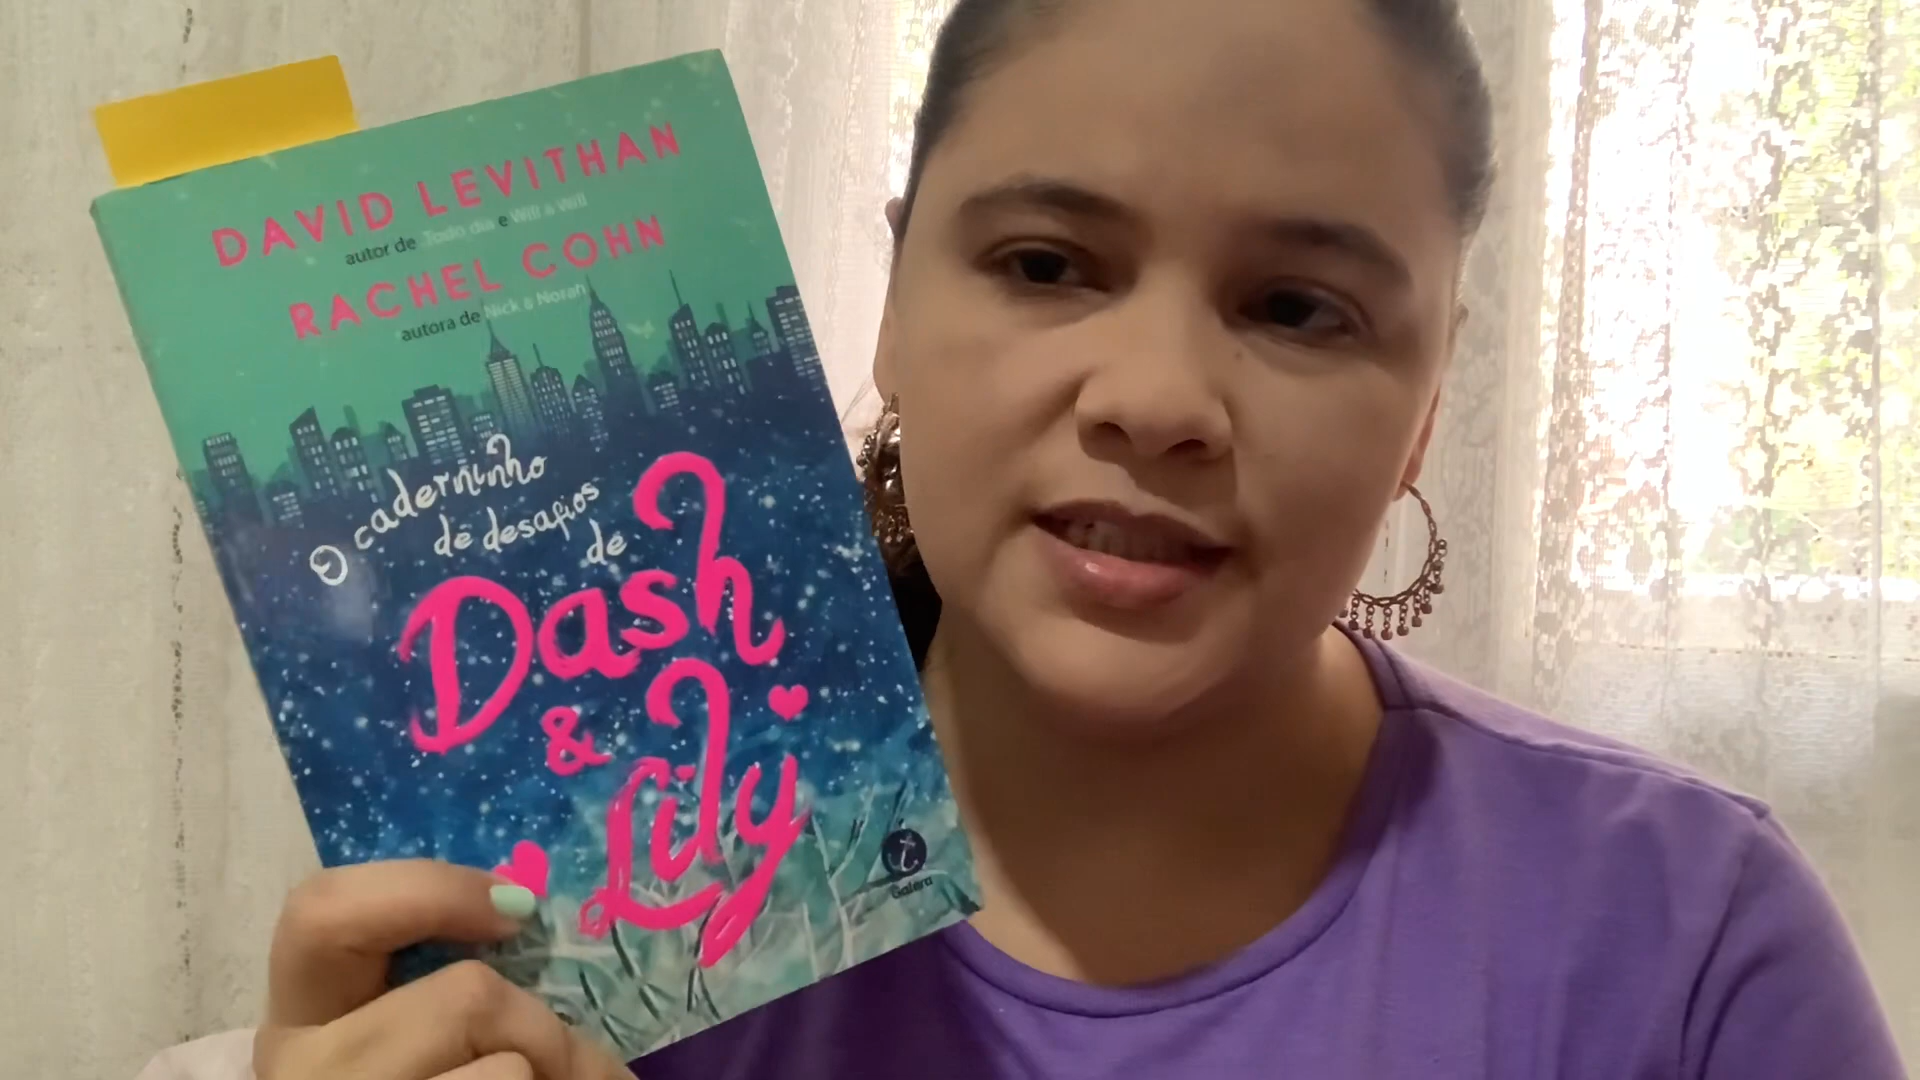 DAVID LEVITHAN
autor de Todo dia e Will & Will
RACHEL COHN
autora de Nick & Norah
O caderninho
de desafios
de
Dash
&
Lily
Galera